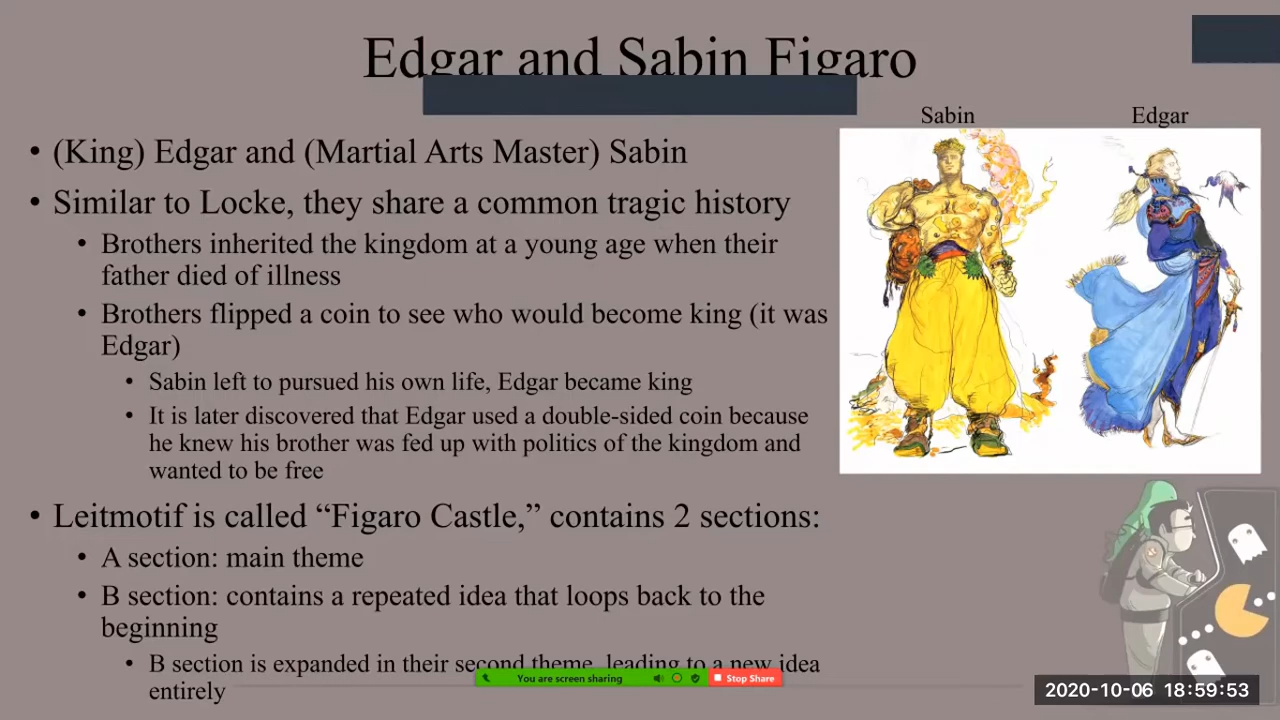 Edgar and Sabin Figaro
Sabin
Edgar
• (King) Edgar and (Martial Arts Master) Sabin
• Similar to Locke, they share a common tragic history
• Brothers inherited the kingdom at a young age when their
father died of illness
• Brothers flipped a coin to see who would become king (it was
Edgar)
• Sabin left to pursued his own life, Edgar became king
• It is later discovered that Edgar used a double-sided coin because
he knew his brother was fed up with politics of the kingdom and
wanted to be free
• Leitmotif is called “Figaro Castle,” contains 2 sections:
• A section: main theme
• B section: contains a repeated idea that loops back to the
beginning
• B section is expanded in their second theme, leading to a new idea
entirely
You are screen sharing
Stop Share
2020-10-06 18:59:53